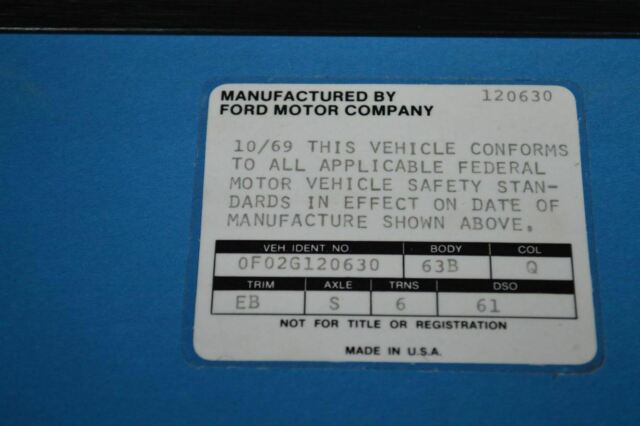 MANUFACTURED BY 120630
FORD MOTOR COMPANY
10/69 THIS VEHICLE CONFORMS
TO ALL APPLICABLE FEDERAL
MOTOR VEHICLE SAFETY STAN-
DARDS IN EFFECT ON DATE OF
MANUFACTURE SHOWN ABOVE.
VEH IDENT NO BODY COL
0F02G120630 63B Q
TRIM AXLE TRNS DSO
EB S 6 61
NOT FOR TITLE OR REGISTRATION
MADE IN U.S.A.